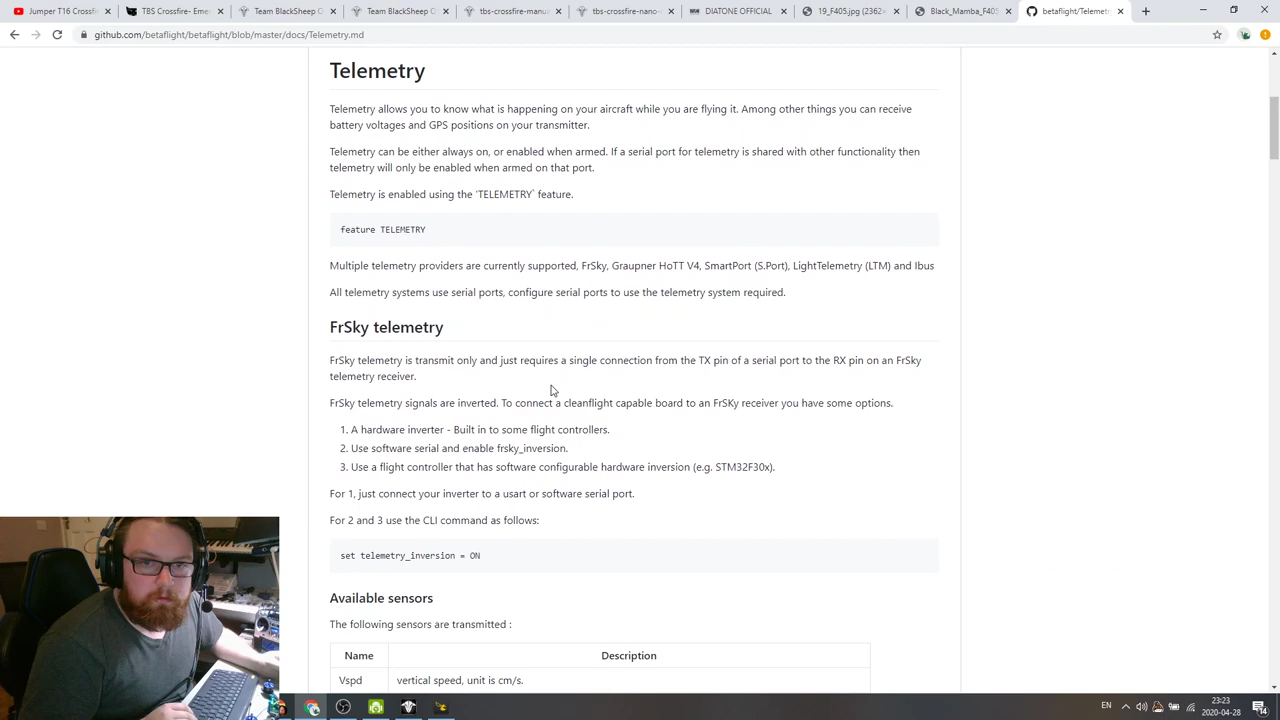 Jumper T16 Crossfi
TBS Crossfire- Eme
Team BlackSheep O
Team BlackSheep O
tbs-crossfire-manu
tbs-crossfire-nano-
DIATONE OFFICIAL
19_F405.jpg (2362×
Black_Mamba_F405
betaflight/Telemetr
github.com/betaflight/betaflight/blob/master/docs/Telemetry.md
Telemetry
Telemetry allows you to know what is happening on your aircraft while you are flying it. Among other things you can receive
battery voltages and GPS positions on your transmitter.
Telemetry can be either always on, or enabled when armed. If a serial port for telemetry is shared with other functionality then
telemetry will only be enabled when armed on that port.
Telemetry is enabled using the 'TELEMETRY` feature.
feature TELEMETRY
Multiple telemetry providers are currently supported, FrSky, Graupner HoTT V4, SmartPort (S.Port), LightTelemetry (LTM) and Ibus
All telemetry systems use serial ports, configure serial ports to use the telemetry system required.
FrSky telemetry
FrSky telemetry is transmit only and just requires a single connection from the TX pin of a serial port to the RX pin on an FrSky
telemetry receiver.
FrSky telemetry signals are inverted. To connect a cleanflight capable board to an FrSKy receiver you have some options.
1. A hardware inverter - Built in to some flight controllers.
2. Use software serial and enable frsky_inversion.
3. Use a flight controller that has software configurable hardware inversion (e.g. STM32F30x).
For 1, just connect your inverter to a usart or software serial port.
For 2 and 3 use the CLI command as follows:
set telemetry_inversion = ON
Available sensors
The following sensors are transmitted :
Name Description
Vspd vertical speed, unit is cm/s.
EN
23:23
2020-04-28
14